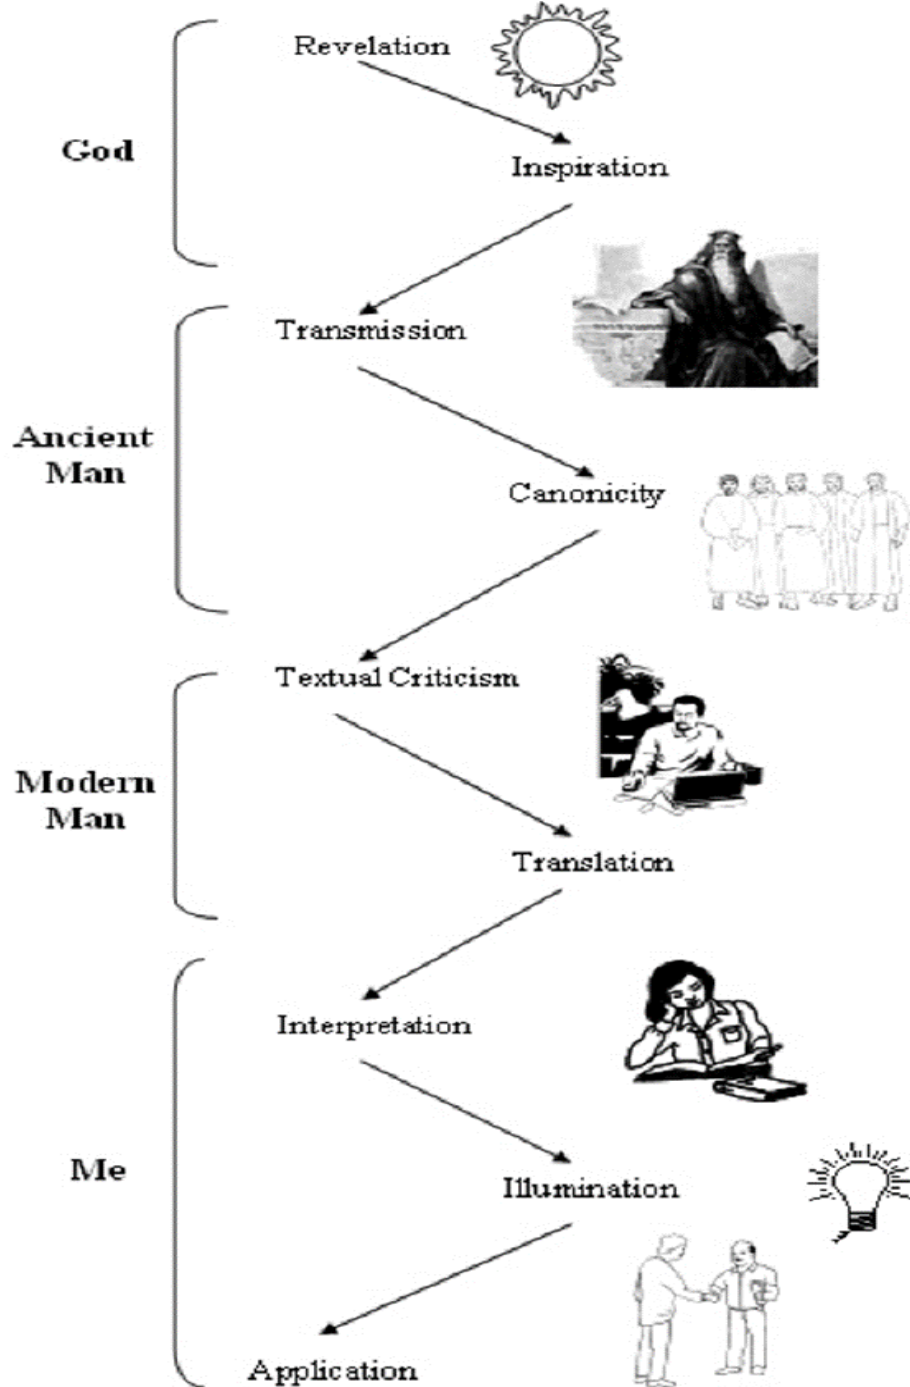 Revelation
God
Inspiration
Transmission
Ancient
Man
Canonicity
Textual Criticism
Modern
Man
Translation
Interpretation
Me
Illumination
Application